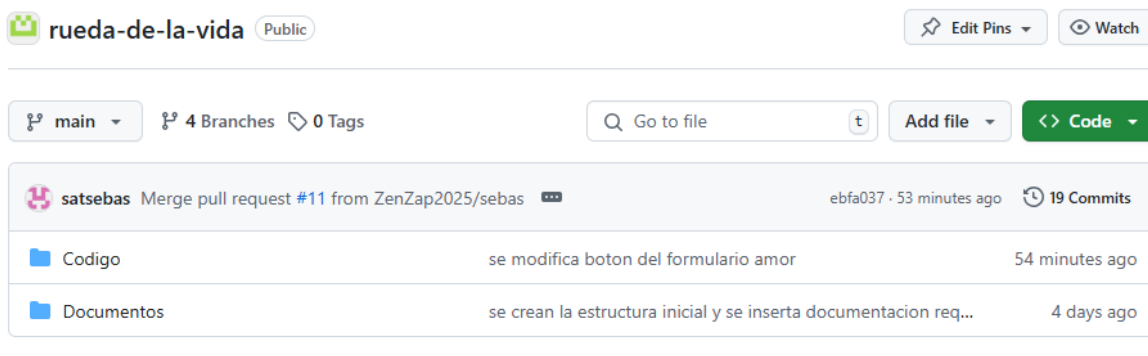 rueda-de-la-vida Public Edit Pins Watch
main 4 Branches 0 Tags Go to file t Add file Code
satsebas Merge pull request #11 from ZenZap2025/sebas ebfa037 · 53 minutes ago 19 Commits
Codigo se modifica boton del formulario amor 54 minutes ago
Documentos se crean la estructura inicial y se inserta documentacion req... 4 days ago